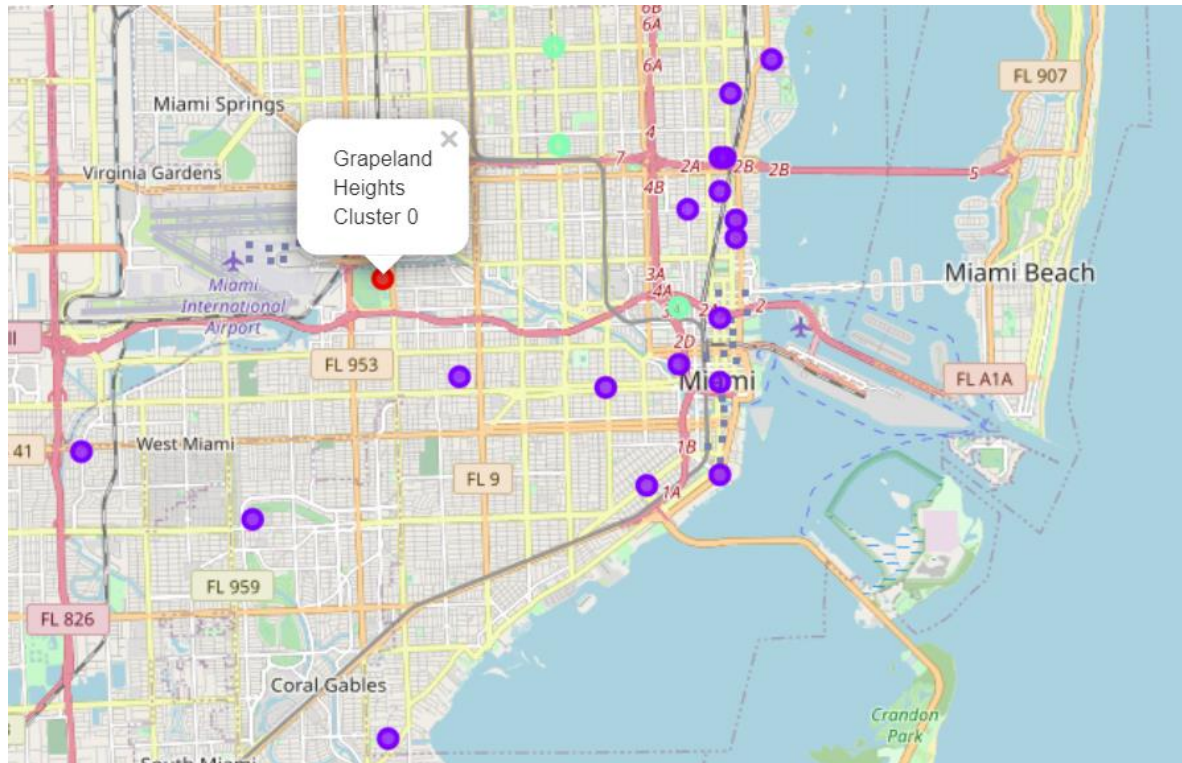 6B
6A
6A
FL 907
Miami Springs
4
7
2A
2B
2B
5
Virginia Gardens
4B
×
Grapeland
Heights
Cluster 0
Miami
International
Airport
3A
4A
2
Miami Beach
2D
FL 953
Miami
FL A1A
41
West Miami
1B
FL 9
1A
FL 959
FL 826
Coral Gables
Crandon
Park
South Miami